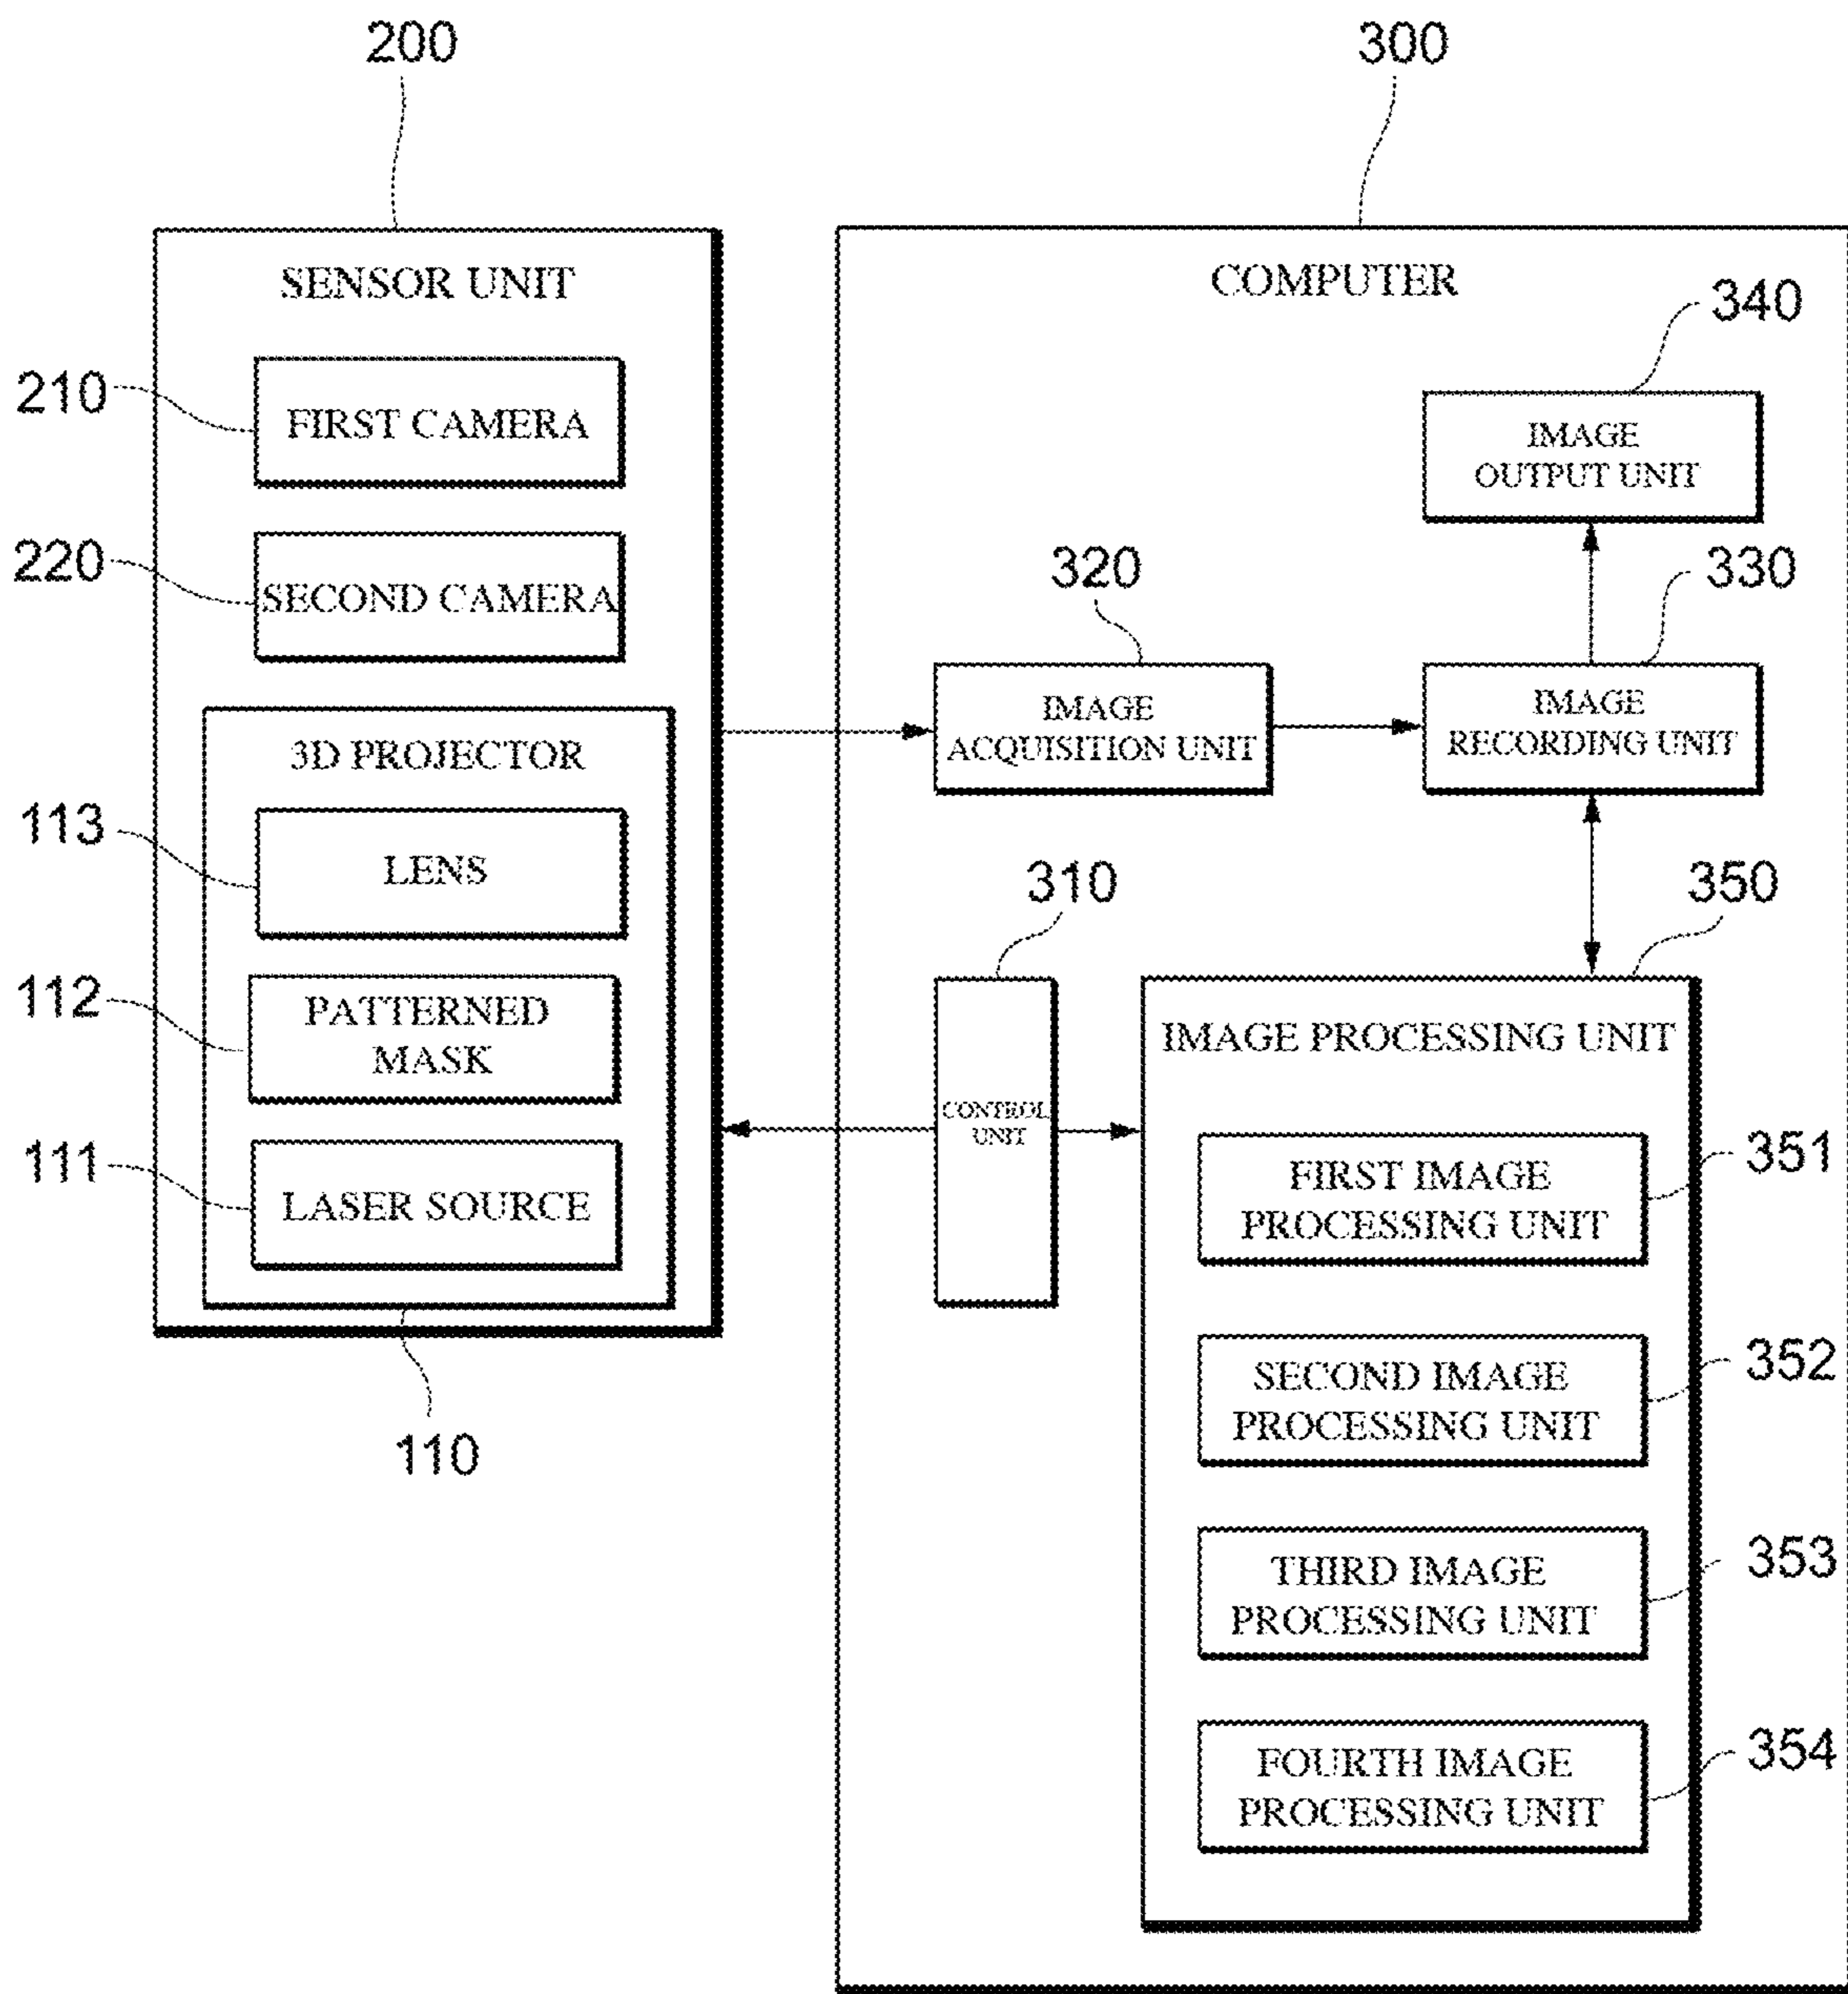 200
300
SENSOR UNIT
COMPUTER
340
210
FIRST CAMERA
IMAGE
OUTPUT UNIT
220
SECOND CAMERA
320
330
IMAGE
ACQUISITION UNIT
IMAGE
RECORDING UNIT
3D PROJECTOR
113
LENS
310
350
112
PATTERNED
MASK
IMAGE PROCESSING UNIT
CONTROL
UNIT
111
LASER SOURCE
351
FIRST IMAGE
PROCESSING UNIT
110
352
SECOND IMAGE
PROCESSING UNIT
353
THIRD IMAGE
PROCESSING UNIT
354
FOURTH IMAGE
PROCESSING UNIT